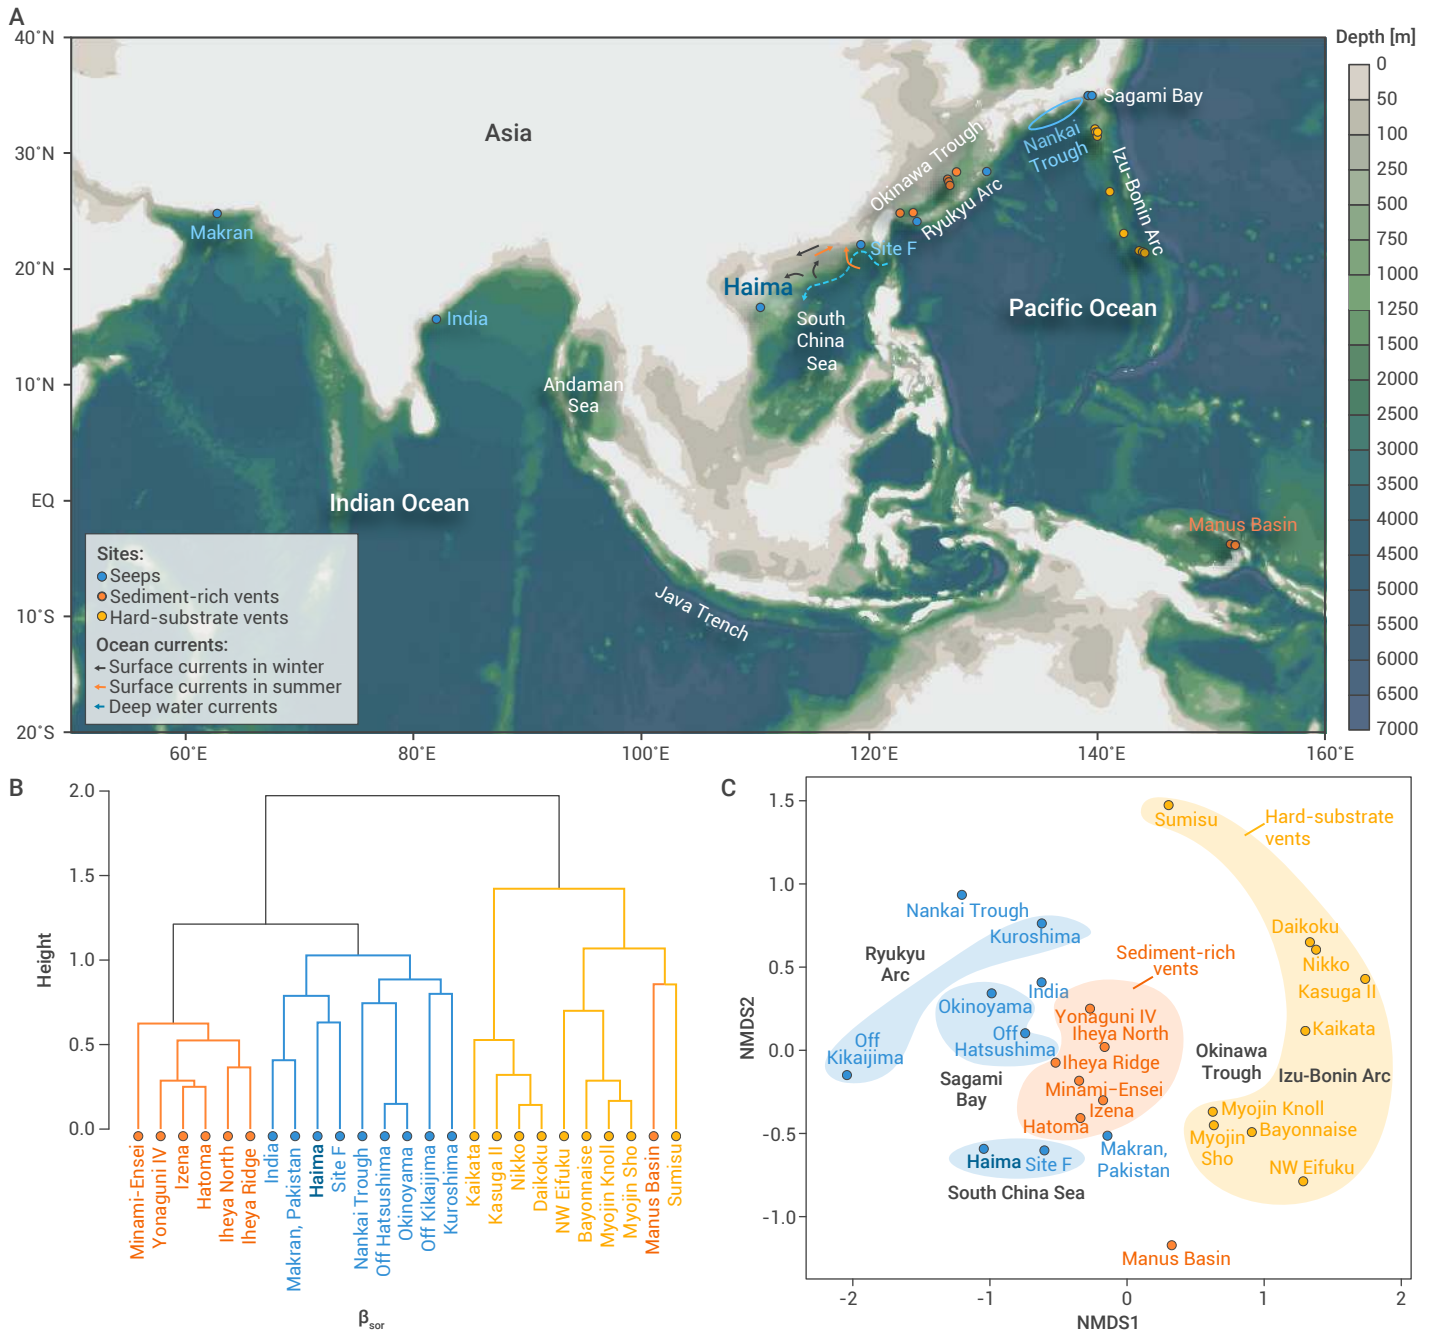 A
40°N
30°N
20°N
10°N
EQ
10°S
20°S
60°E
80°E
100°E
120°E
140°E
160°E
Asia
Makran
India
Andaman
Sea
Indian Ocean
Java Trench
Haima
South
China
Sea
Site F
Okinawa Trough
Ryukyu Arc
Nankai
Trough
Sagami Bay
Izu-Bonin Arc
Pacific Ocean
Manus Basin
Sites:
Seeps
Sediment-rich vents
Hard-substrate vents
Ocean currents:
Surface currents in winter
Surface currents in summer
Deep water currents
Depth [m]
0
50
100
250
500
750
1000
1250
1500
2000
2500
3000
3500
4000
4500
5000
5500
6000
6500
7000
B
Height
2.0
1.5
1.0
0.5
0.0
Minami-Ensei
Yonaguni IV
Izena
Hatoma
Iheya North
Iheya Ridge
India
Makran, Pakistan
Haima
Site F
Nankai Trough
Off Hatsushima
Okinoyama
Off Kikaijima
Kuroshima
Kaikata
Kasuga II
Nikko
Daikoku
NW Eifuku
Bayonnaise
Myojin Knoll
Myojin Sho
Manus Basin
Sumisu
βsor
C
NMDS2
1.5
1.0
0.5
0.0
-0.5
-1.0
-2
-1
0
1
2
NMDS1
Sumisu
Hard-substrate
vents
Nankai Trough
Kuroshima
Ryukyu
Arc
Daikoku
Nikko
Kasuga II
Sediment-rich
vents
India
Okinoyama
Yonaguni IV
Iheya North
Off
Hatsushima
Off
Kikaijima
Iheya Ridge
Kaikata
Okinawa
Trough
Izu-Bonin Arc
Sagami
Bay
Minami-Ensei
Izena
Hatoma
Myojin Knoll
Bayonnaise
Myojin
Sho
Makran,
Pakistan
Haima
Site F
South China Sea
NW Eifuku
Manus Basin